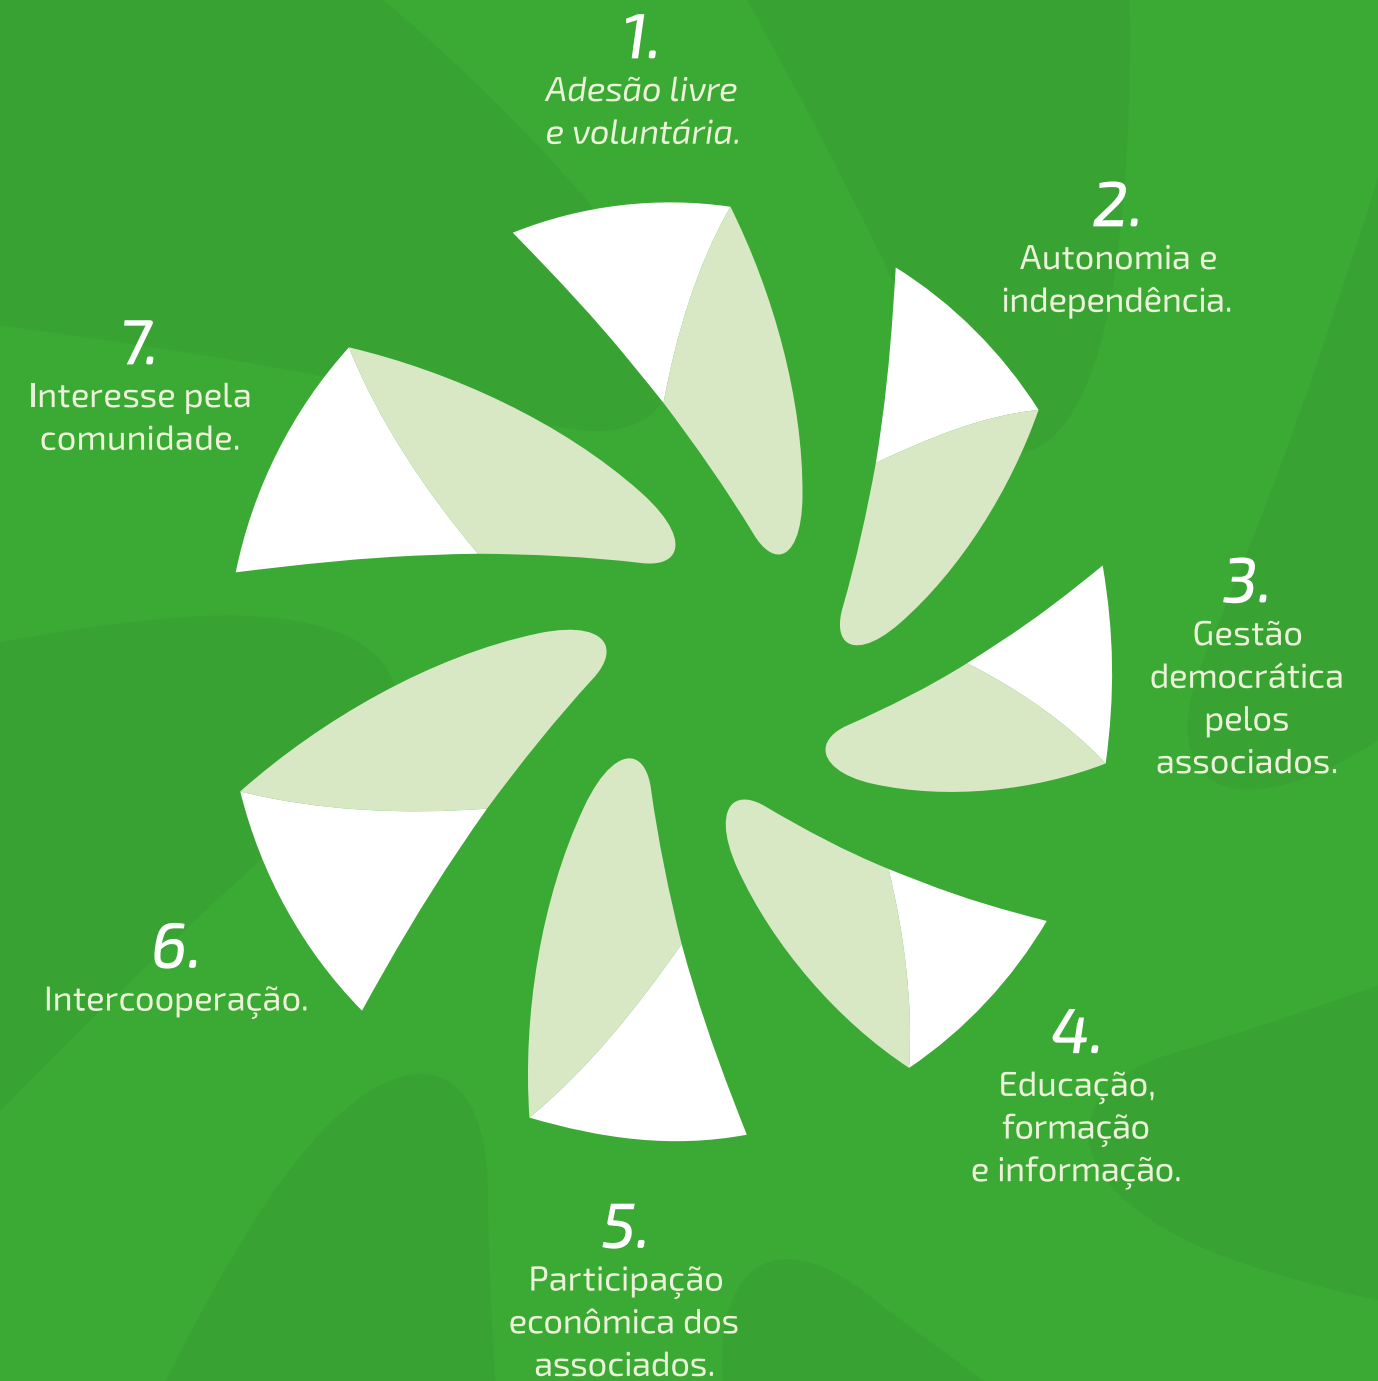 1.
Adesão livre
e voluntária.
2.
Autonomia e
independência.
3.
Gestão
democrática
pelos
associados.
4.
Educação,
formação
e informação.
5.
Participação
econômica dos
associados.
6.
Intercooperação.
7.
Interesse pela
comunidade.